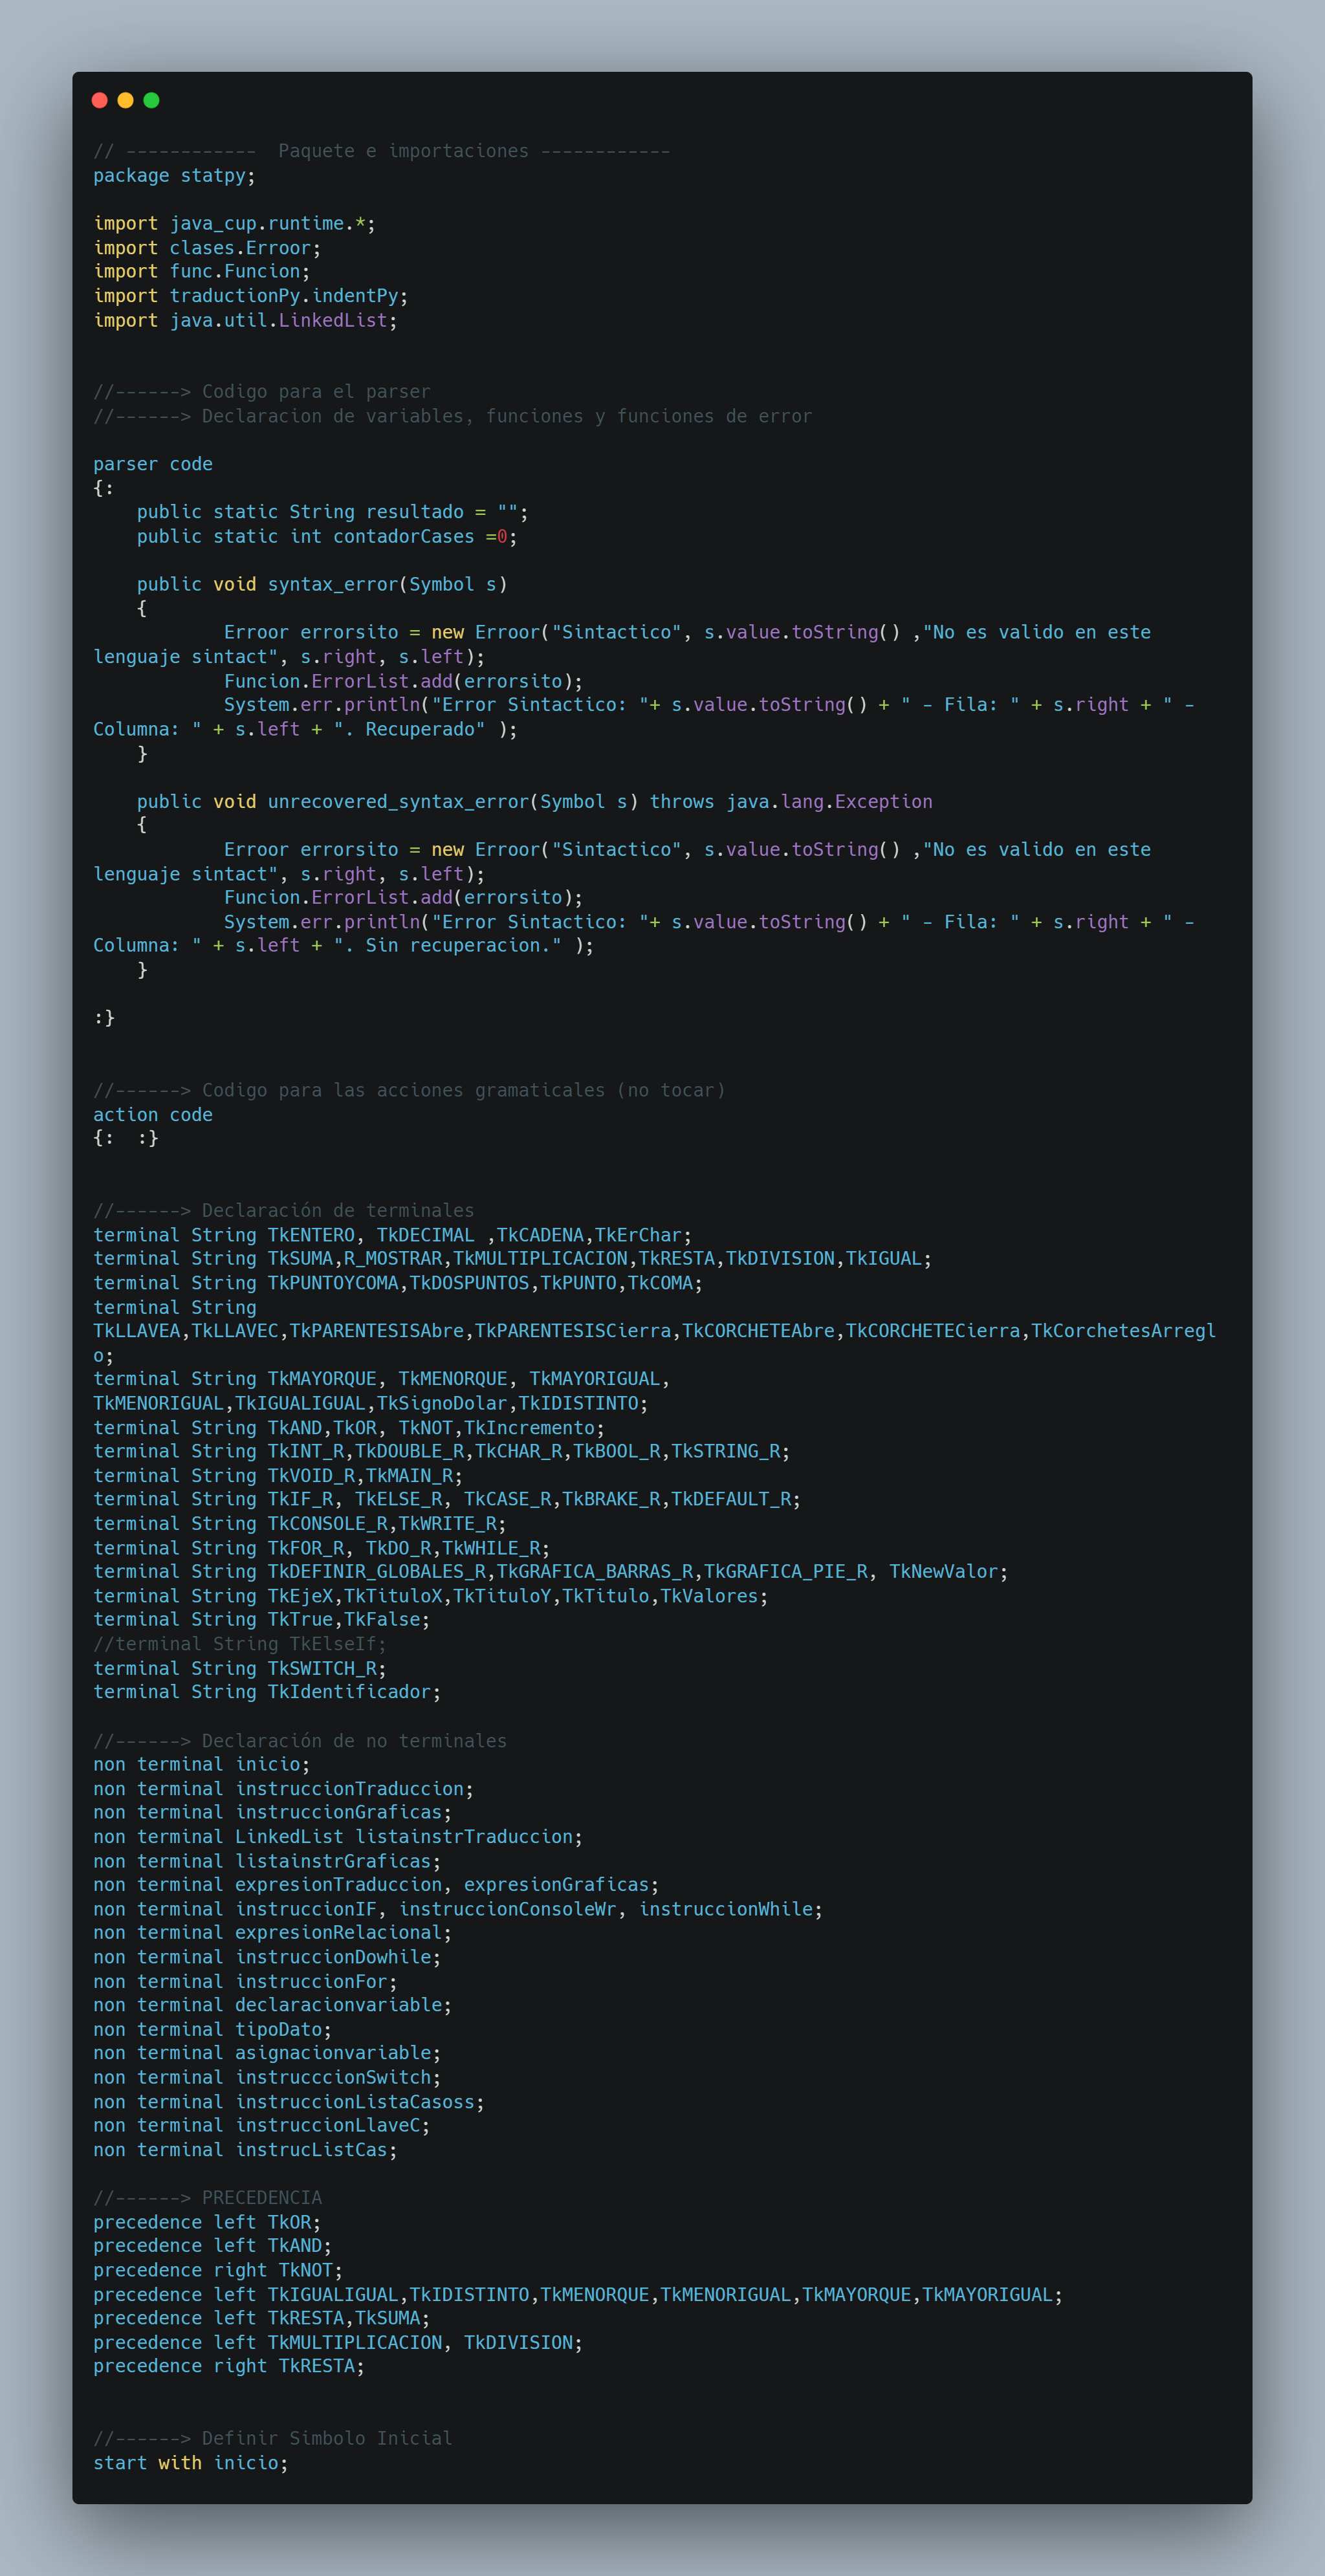 // ------------  Paquete e importaciones ------------
package statpy;
import java_cup.runtime.*;
import clases.Erroor;
import func.Funcion;
import traductionPy.indentPy;
import java.util.LinkedList;
//------> Codigo para el parser
//------> Declaracion de variables, funciones y funciones de error
parser code
{:
    public static String resultado = "";
    public static int contadorCases =0;
    public void syntax_error(Symbol s)
    {
            Erroor errorsito = new Erroor("Sintactico", s.value.toString() ,"No es valido en este
lenguaje sintact", s.right, s.left);
            Funcion.ErrorList.add(errorsito);
            System.err.println("Error Sintactico: "+ s.value.toString() + " - Fila: " + s.right + " -
Columna: " + s.left + ". Recuperado" );
    }
    public void unrecovered_syntax_error(Symbol s) throws java.lang.Exception
    {
            Erroor errorsito = new Erroor("Sintactico", s.value.toString() ,"No es valido en este
lenguaje sintact", s.right, s.left);
            Funcion.ErrorList.add(errorsito);
            System.err.println("Error Sintactico: "+ s.value.toString() + " - Fila: " + s.right + " -
Columna: " + s.left + ". Sin recuperacion." );
    }
:}
//------> Codigo para las acciones gramaticales (no tocar)
action code
{:  :}
//------> Declaración de terminales
terminal String TkENTERO, TkDECIMAL ,TkCADENA,TkErChar;
terminal String TkSUMA,R_MOSTRAR,TkMULTIPLICACION,TkRESTA,TkDIVISION,TkIGUAL;
terminal String TkPUNTOYCOMA,TkDOSPUNTOS,TkPUNTO,TkCOMA;
terminal String
TkLLAVEA,TkLLAVEC,TkPARENTESISAbre,TkPARENTESISCierra,TkCORCHETEAbre,TkCORCHETECierra,TkCorchetesArregl
o;
terminal String TkMAYORQUE, TkMENORQUE, TkMAYORIGUAL,
TkMENORIGUAL,TkIGUALIGUAL,TkSignoDolar,TkIDISTINTO;
terminal String TkAND,TkOR, TkNOT,TkIncremento;
terminal String TkINT_R,TkDOUBLE_R,TkCHAR_R,TkBOOL_R,TkSTRING_R;
terminal String TkVOID_R,TkMAIN_R;
terminal String TkIF_R, TkELSE_R, TkCASE_R,TkBRAKE_R,TkDEFAULT_R;
terminal String TkCONSOLE_R,TkWRITE_R;
terminal String TkFOR_R, TkDO_R,TkWHILE_R;
terminal String TkDEFINIR_GLOBALES_R,TkGRAFICA_BARRAS_R,TkGRAFICA_PIE_R, TkNewValor;
terminal String TkEjeX,TkTituloX,TkTituloY,TkTitulo,TkValores;
terminal String TkTrue,TkFalse;
//terminal String TkElseIf;
terminal String TkSWITCH_R;
terminal String TkIdentificador;
//------> Declaración de no terminales
non terminal inicio;
non terminal instruccionTraduccion;
non terminal instruccionGraficas;
non terminal LinkedList listainstrTraduccion;
non terminal listainstrGraficas;
non terminal expresionTraduccion, expresionGraficas;
non terminal instruccionIF, instruccionConsoleWr, instruccionWhile;
non terminal expresionRelacional;
non terminal instruccionDowhile;
non terminal instruccionFor;
non terminal declaracionvariable;
non terminal tipoDato;
non terminal asignacionvariable;
non terminal instrucccionSwitch;
non terminal instruccionListaCasoss;
non terminal instruccionLlaveC;
non terminal instrucListCas;
//------> PRECEDENCIA
precedence left TkOR;
precedence left TkAND;
precedence right TkNOT;
precedence left TkIGUALIGUAL,TkIDISTINTO,TkMENORQUE,TkMENORIGUAL,TkMAYORQUE,TkMAYORIGUAL;
precedence left TkRESTA,TkSUMA;
precedence left TkMULTIPLICACION, TkDIVISION;
precedence right TkRESTA;
//------> Definir Simbolo Inicial
start with inicio;